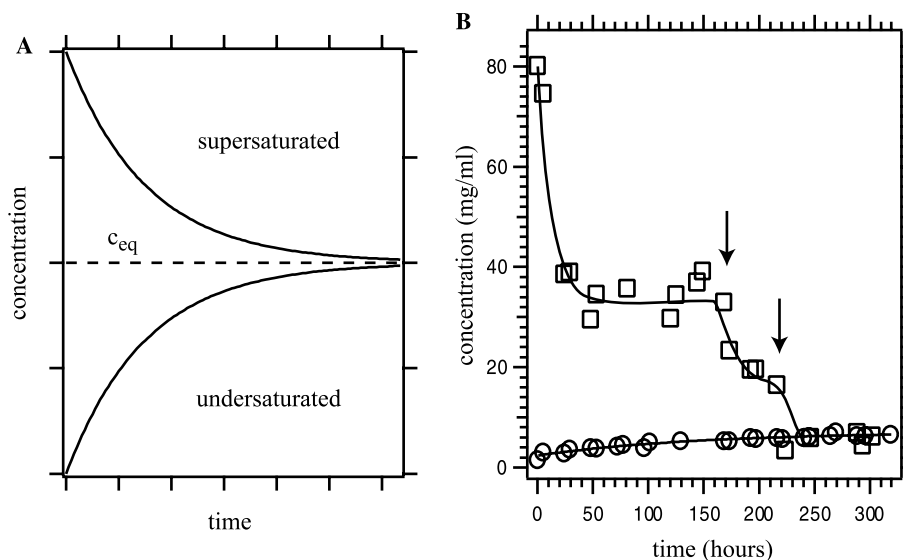 A
supersaturated
c_eq
undersaturated
concentration
time
B
80
60
40
20
0
concentration (mg/ml)
0 50 100 150 200 250 300
time (hours)